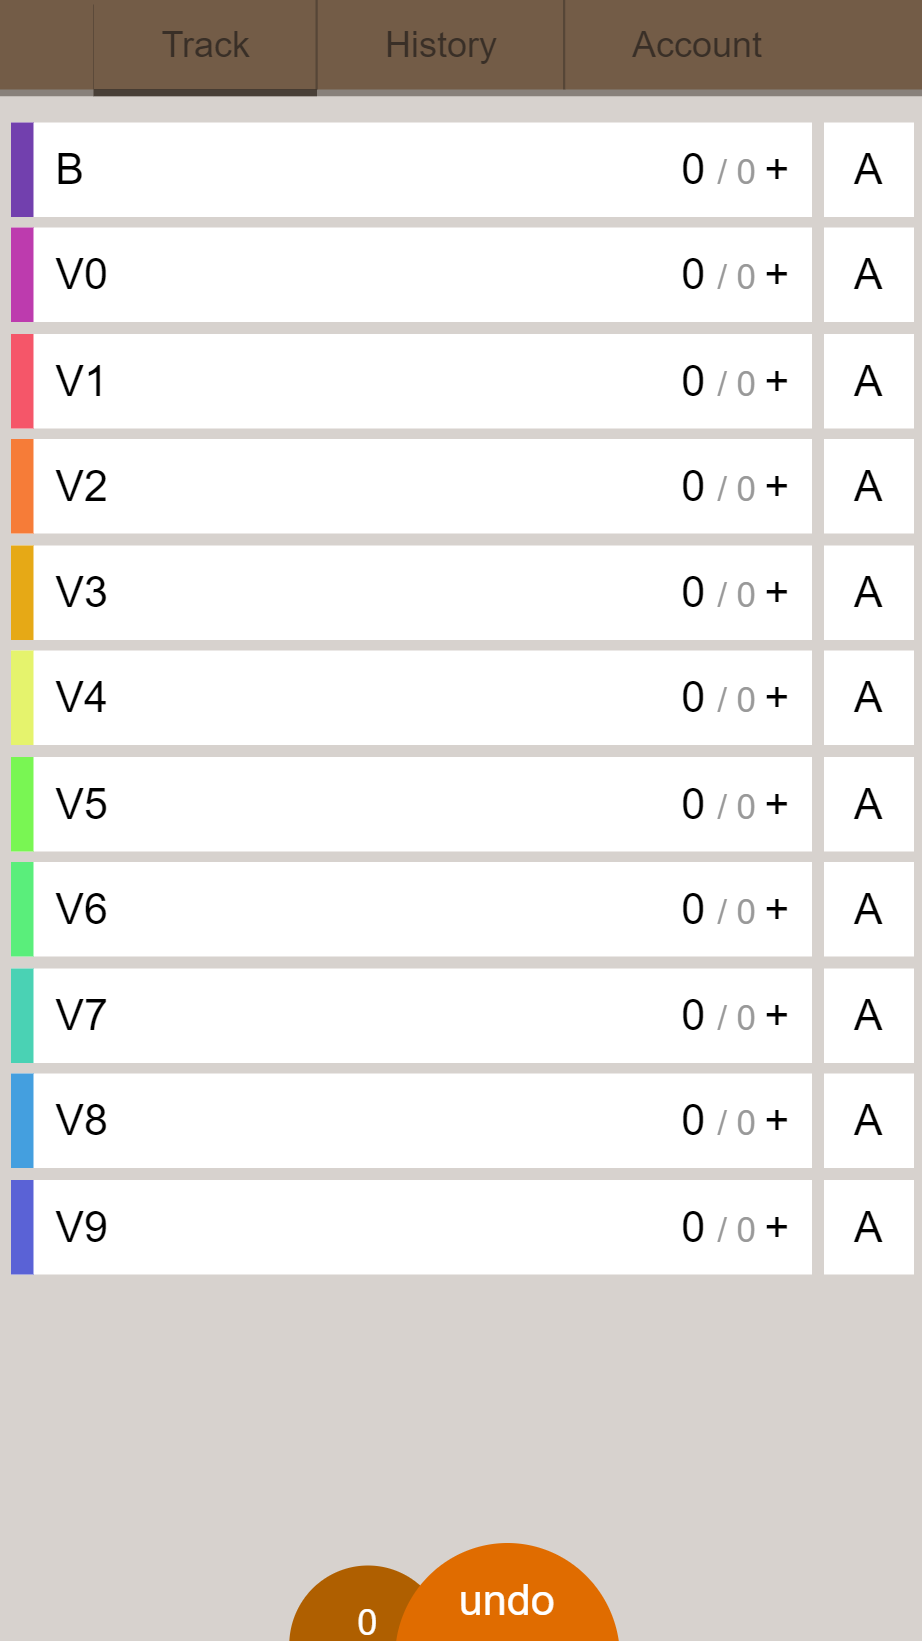 Track History Account
B 0 / 0 + A
V0 0 / 0 + A
V1 0 / 0 + A
V2 0 / 0 + A
V3 0 / 0 + A
V4 0 / 0 + A
V5 0 / 0 + A
V6 0 / 0 + A
V7 0 / 0 + A
V8 0 / 0 + A
V9 0 / 0 + A
0 undo